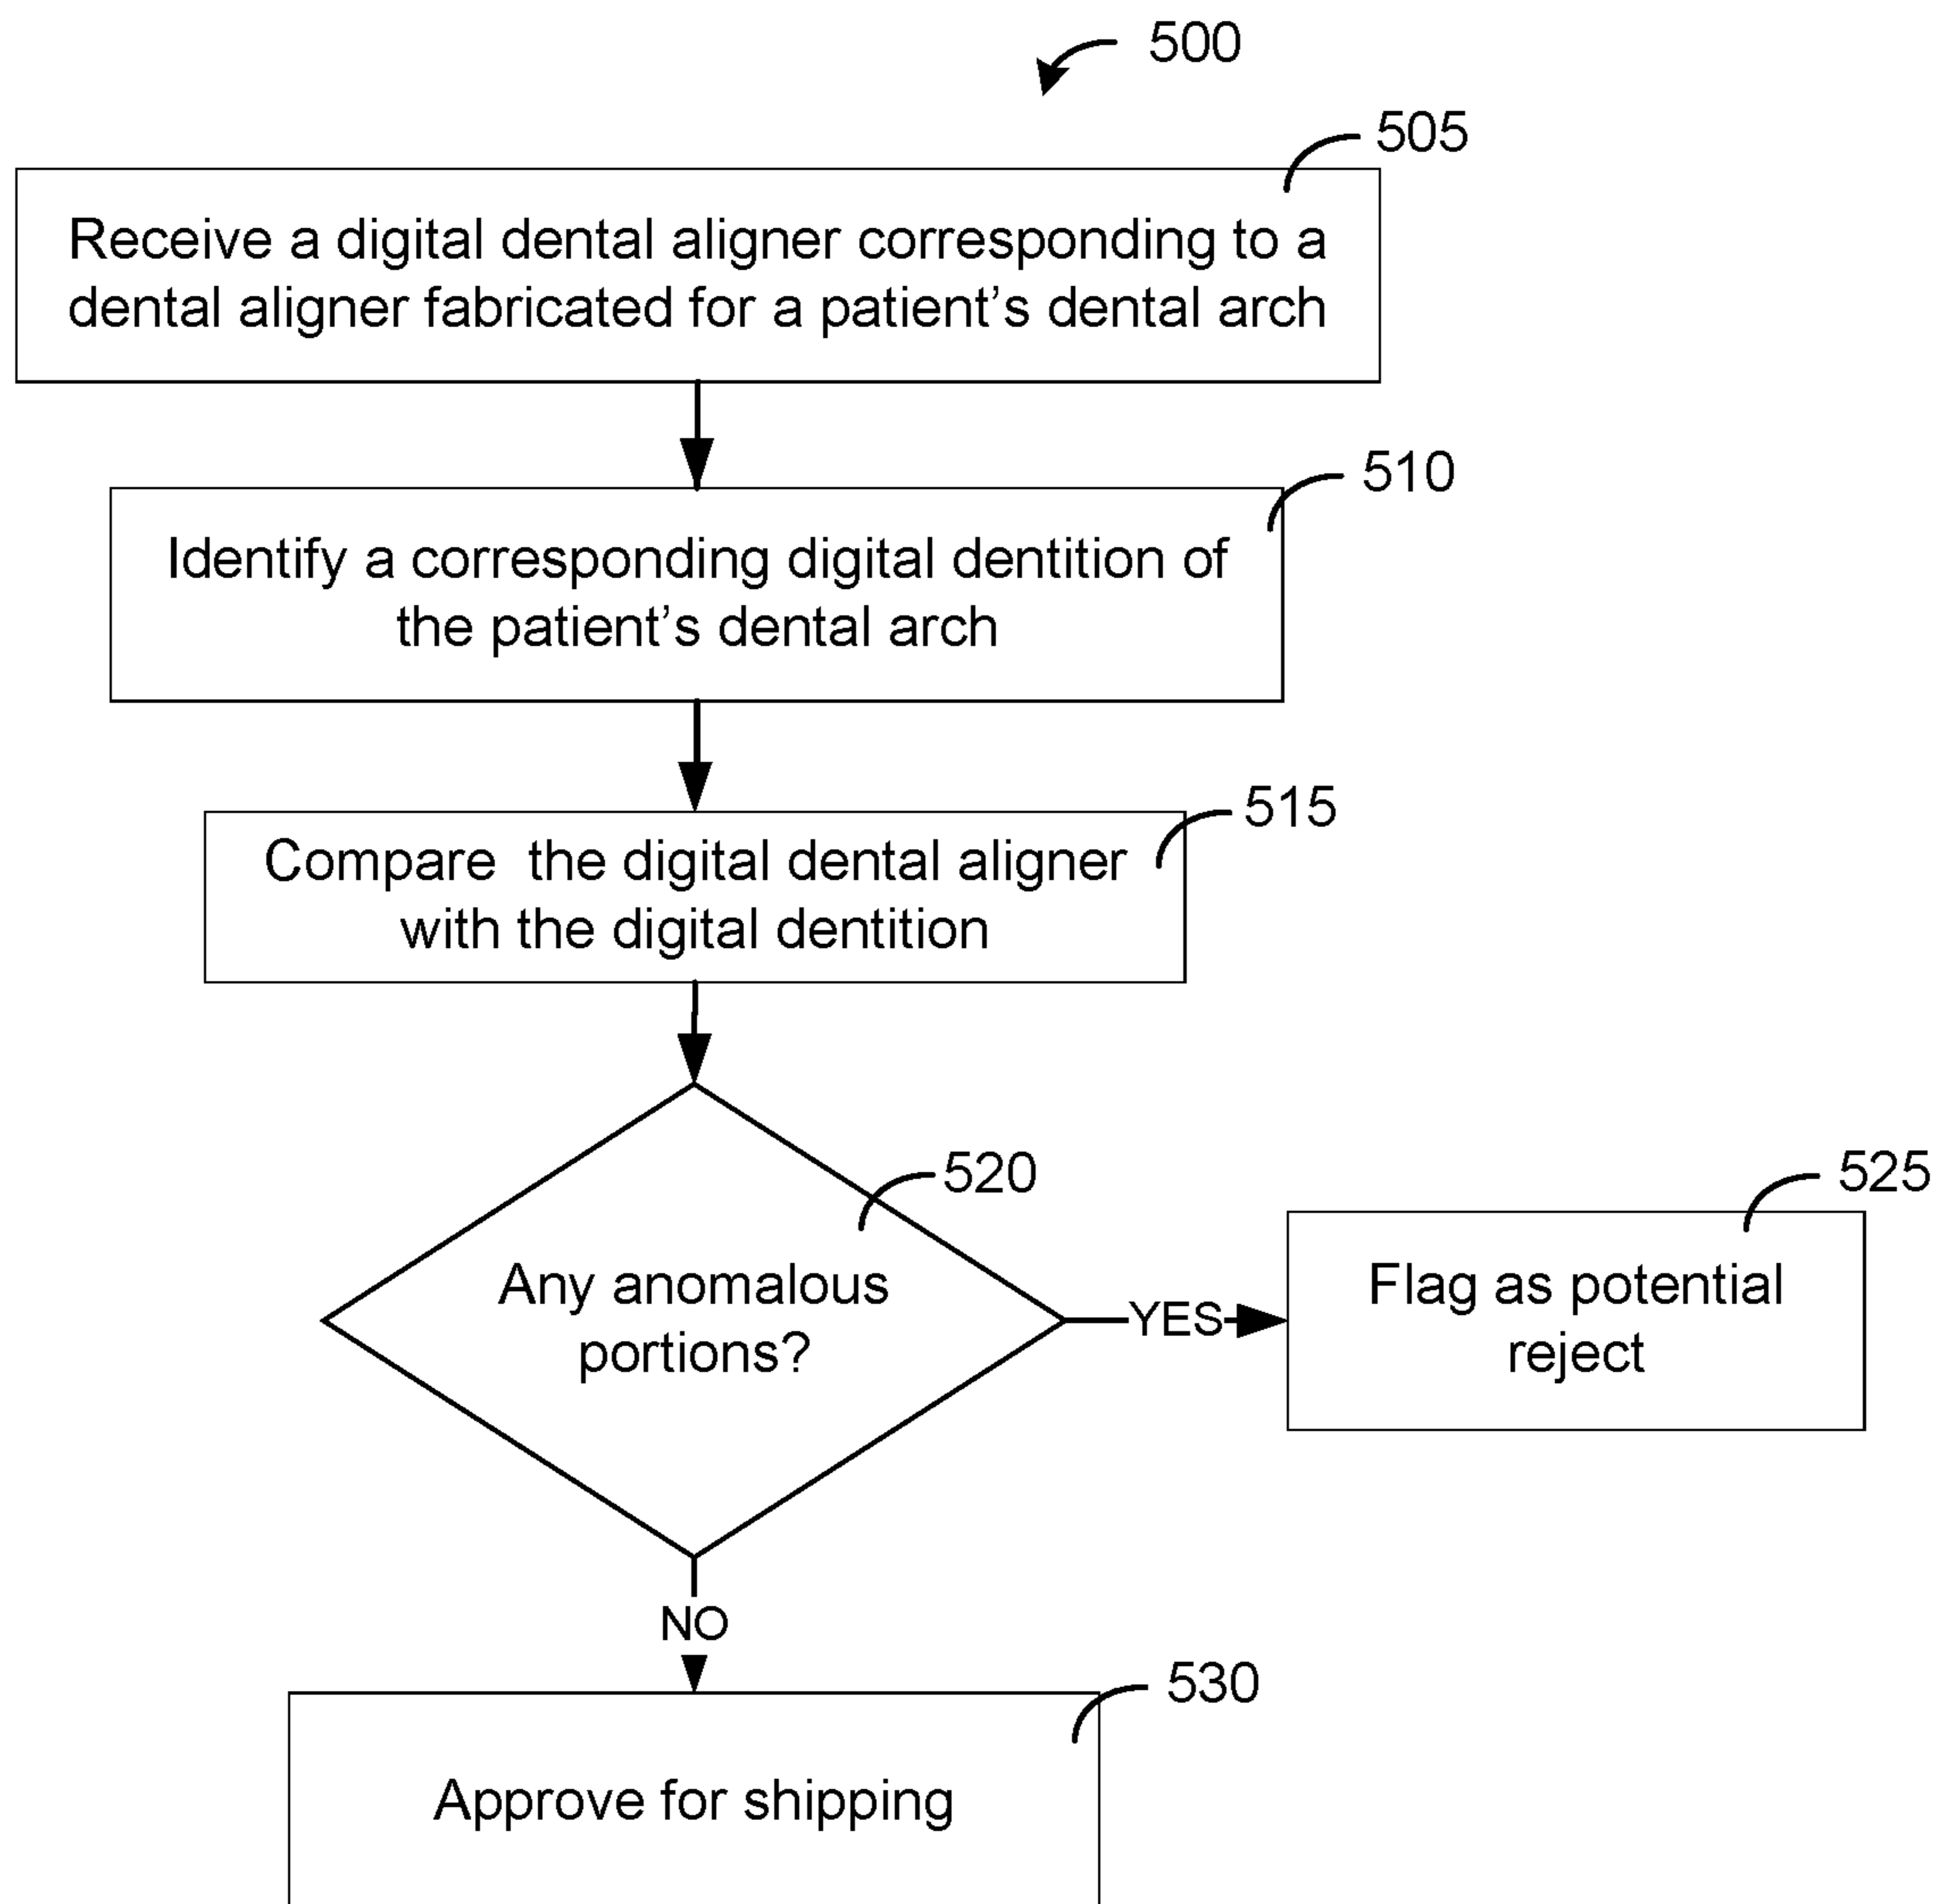 500
505
Receive a digital dental aligner corresponding to a
dental aligner fabricated for a patient's dental arch
510
Identify a corresponding digital dentition of
the patient's dental arch
515
Compare the digital dental aligner
with the digital dentition
520
Any anomalous
portions?
YES
525
Flag as potential
reject
NO
530
Approve for shipping